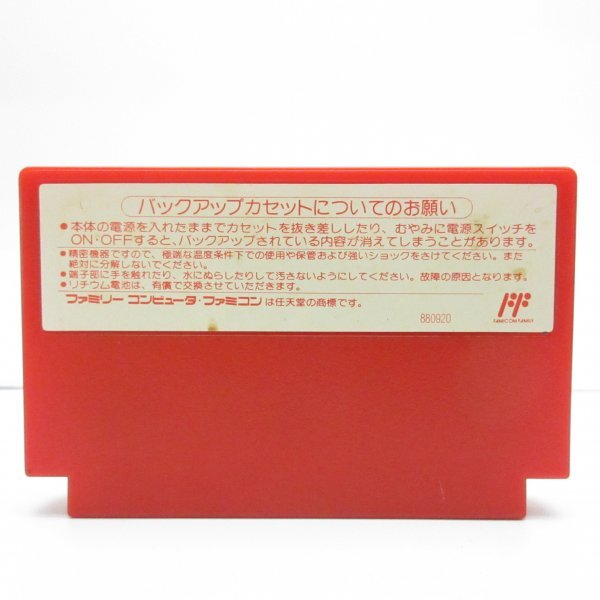 バックアップカセットについてのお願い
●本体の電源を入れたままでカセットを抜き差ししたり、むやみに電源スイッチを
ON・OFFすると、バックアップされている内容が消えてしまうことがあります。
●精密機器ですので、極端な温度条件下での使用や保管および強いショックをさけてください。また
絶対に分解しないでください。
●端子部に手を触れたり、水にぬらしたりして汚さないようにしてください。故障の原因となります。
●リチウム電池は、有償で交換させていただきます。
ファミリーコンピュータ・ファミコンは任天堂の商標です。
880920
FAMICOM FAMILY